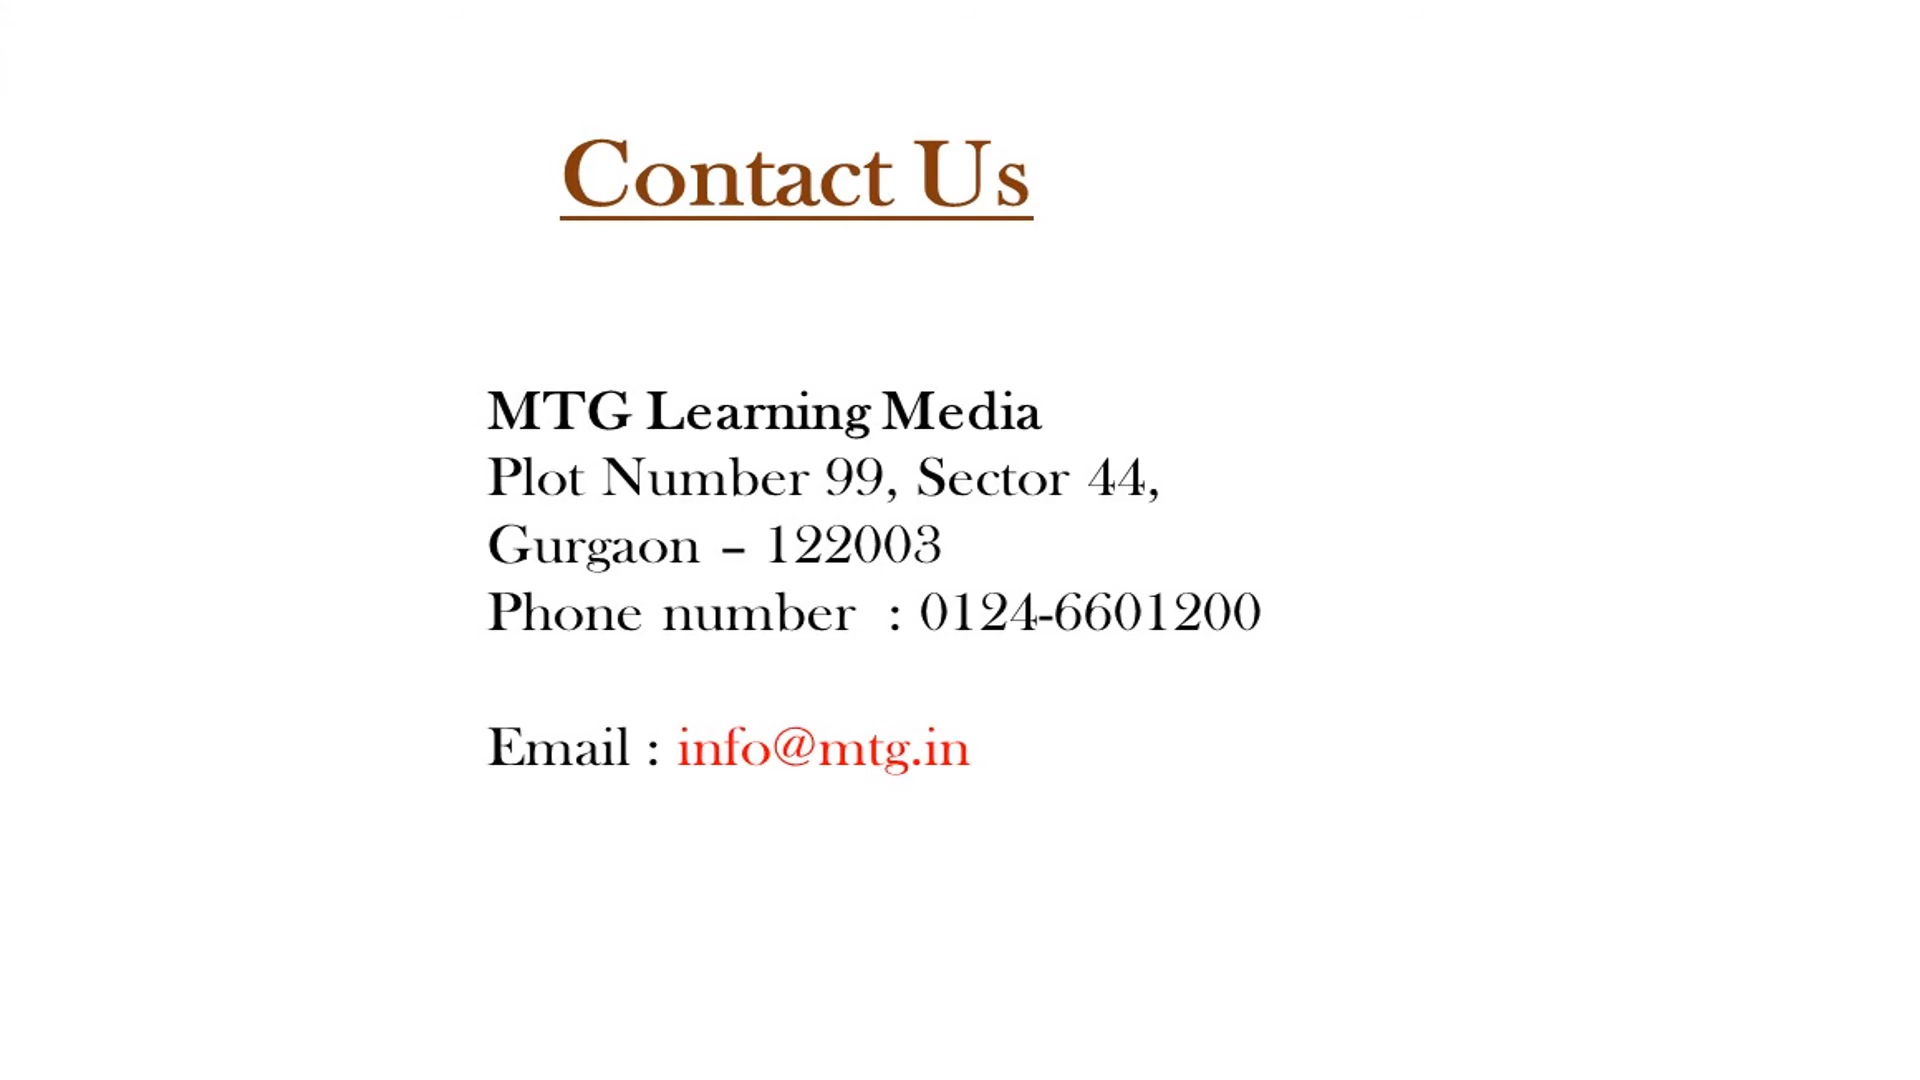 Contact Us
MTG Learning Media
Plot Number 99, Sector 44,
Gurgaon – 122003
Phone number : 0124-6601200
Email : info@mtg.in